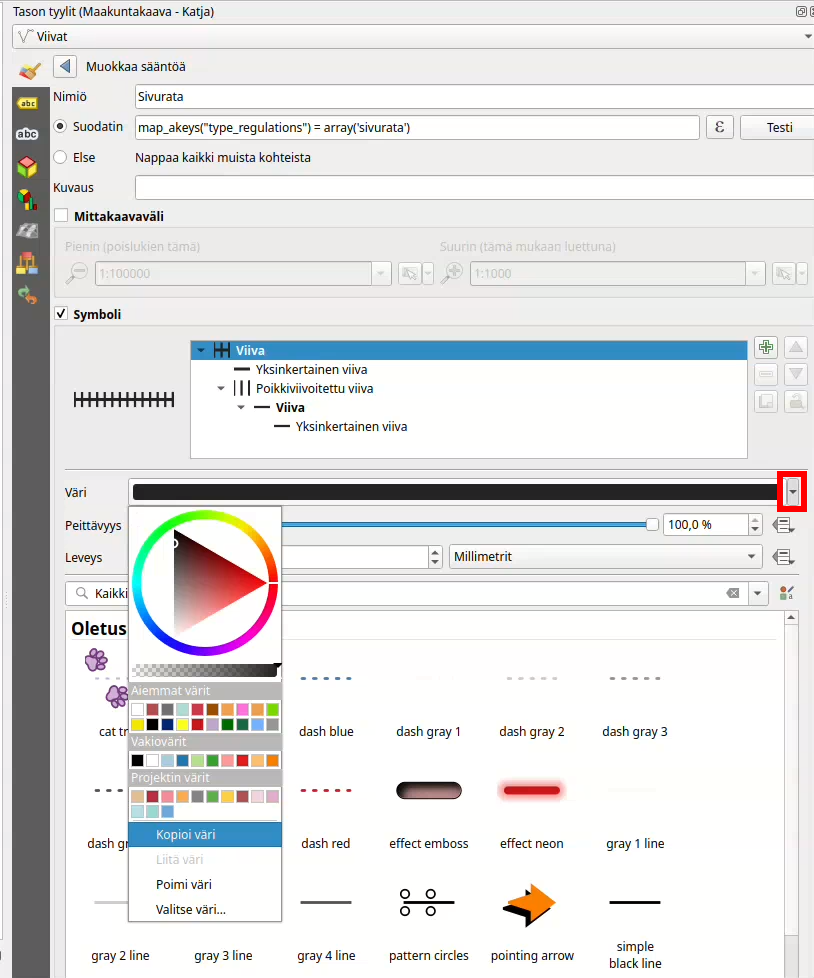 Tason tyylit (Maakuntakaava - Katja)
Viivat
Muokkaa sääntöä
abc
Nimiö
Sivurata
abc
Suodatin
map_akeys("type_regulations") = array('sivurata')
ε
Testi
Else
Nappaa kaikki muista kohteista
Kuvaus
Mittakaavaväli
Pienin (poislukien tämä)
Suurin (tämä mukaan luettuna)
1:100000
1:1000
Symboli
Viiva
Yksinkertainen viiva
Poikkiviivoitettu viiva
Viiva
Yksinkertainen viiva
Väri
Peittävyys
100,0 %
Leveys
Millimetrit
Kaikki
Oletus
Aiemmat värit
Vakiovärit
Projektin värit
Kopioi väri
Liitä väri
Poimi väri
Valitse väri...
cat tr
dash blue
dash gray 1
dash gray 2
dash gray 3
dash gr
dash red
effect emboss
effect neon
gray 1 line
gray 2 line
gray 3 line
gray 4 line
pattern circles
pointing arrow
simple
black line